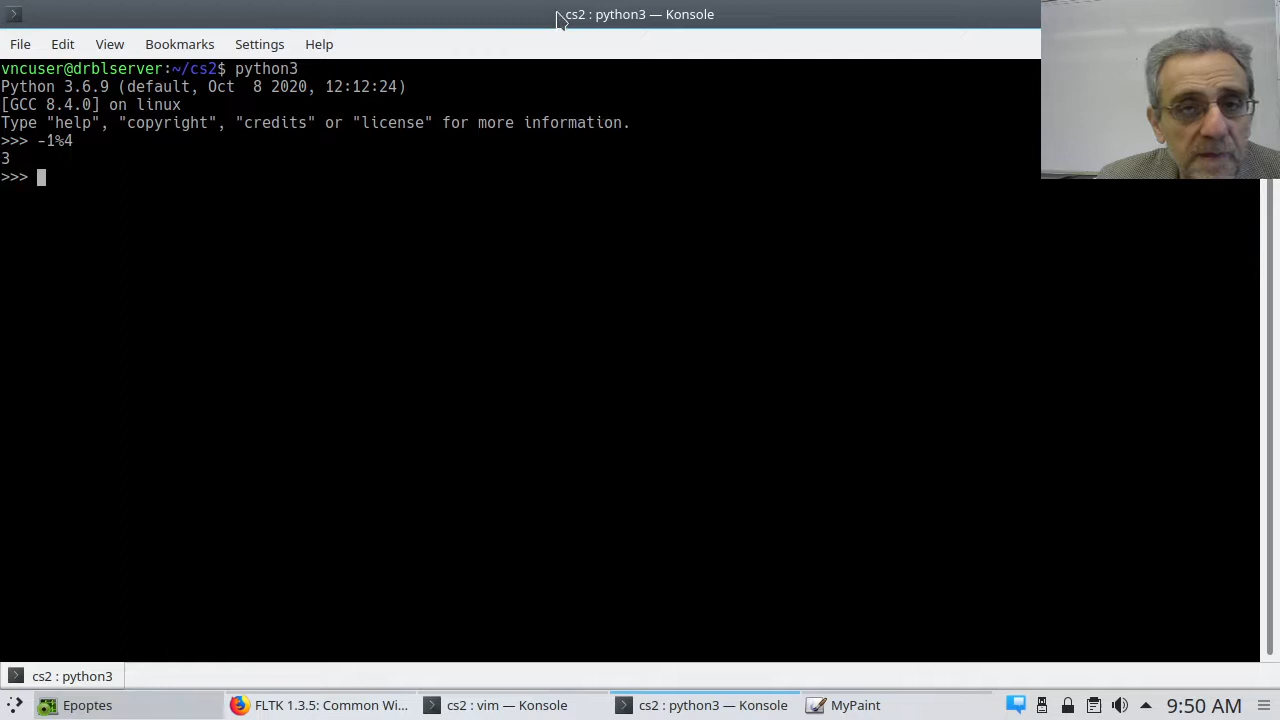 cs2 : python3 — Konsole
File Edit View Bookmarks Settings Help
vncuser@drblserver:~/cs2$ python3
Python 3.6.9 (default, Oct  8 2020, 12:12:24)
[GCC 8.4.0] on linux
Type "help", "copyright", "credits" or "license" for more information.
>>> -1%4
3
>>>
cs2 : python3
Epoptes FLTK 1.3.5: Common Wi... cs2 : vim — Konsole cs2 : python3 — Konsole MyPaint 9:50 AM